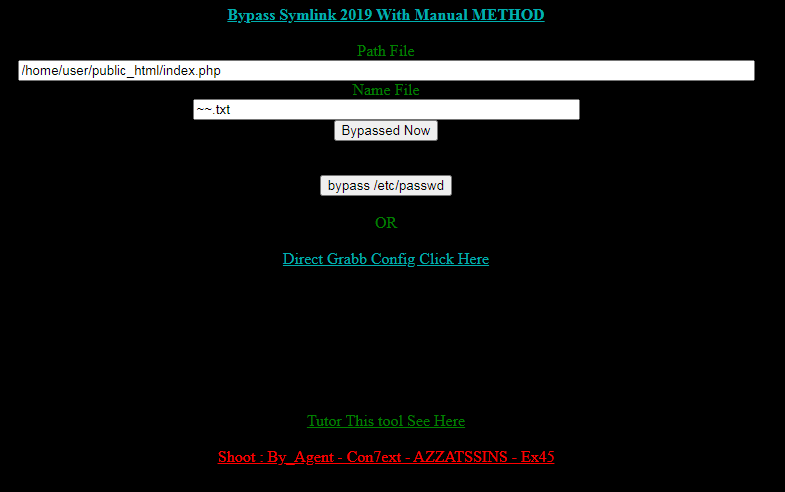 Bypass Symlink 2019 With Manual METHOD
Path File
/home/user/public_html/index.php
Name File
~~.txt
Bypassed Now
bypass /etc/passwd
OR
Direct Grabb Config Click Here
Tutor This tool See Here
Shoot : By_Agent - Con7ext - AZZATSSINS - Ex45